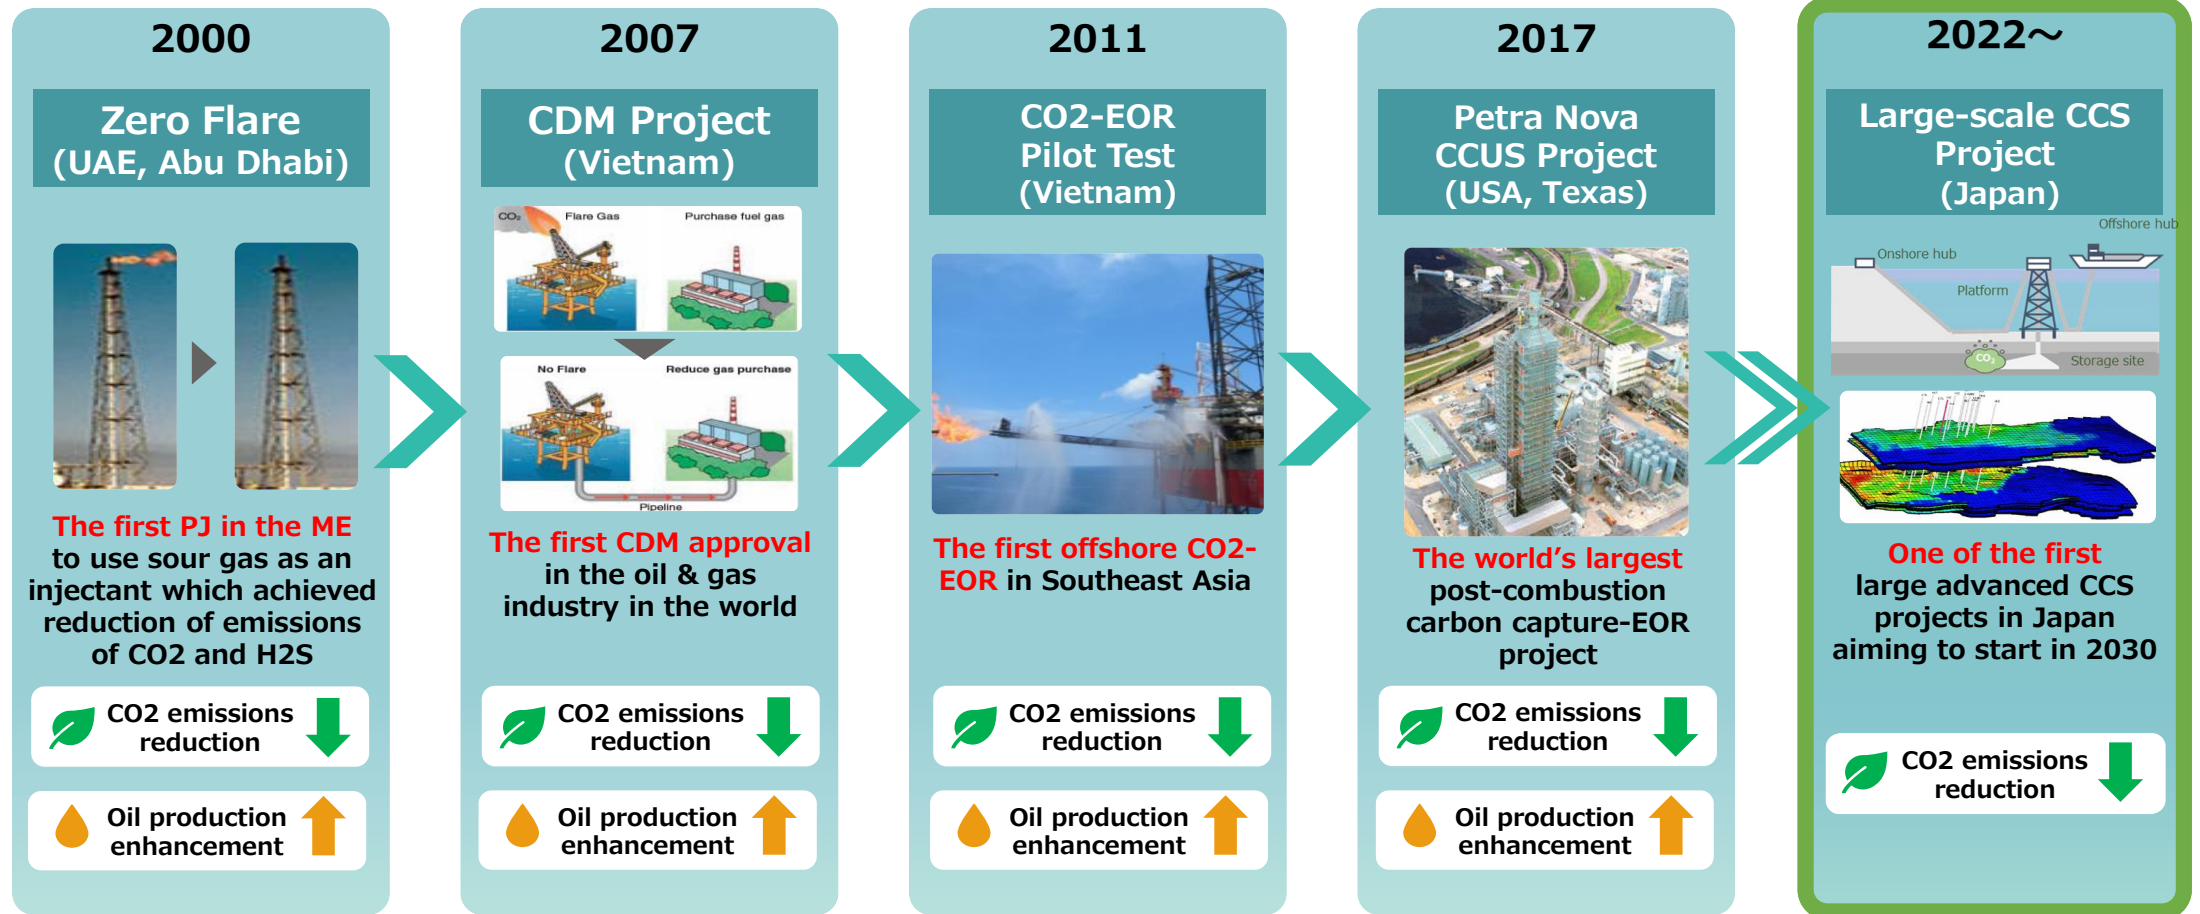 2000
Zero Flare
(UAE, Abu Dhabi)
The first PJ in the ME
to use sour gas as an
injectant which achieved
reduction of emissions
of CO2 and H2S
CO2 emissions
reduction
Oil production
enhancement
2007
CDM Project
(Vietnam)
CO₂
Flare Gas
Purchase fuel gas
No Flare
Reduce gas purchase
Pipeline
The first CDM approval
in the oil & gas
industry in the world
CO2 emissions
reduction
Oil production
enhancement
2011
CO2-EOR
Pilot Test
(Vietnam)
The first offshore CO2-
EOR in Southeast Asia
CO2 emissions
reduction
Oil production
enhancement
2017
Petra Nova
CCUS Project
(USA, Texas)
The world’s largest
post-combustion
carbon capture-EOR
project
CO2 emissions
reduction
Oil production
enhancement
2022～
Large-scale CCS
Project
(Japan)
Offshore hub
Onshore hub
Platform
CO₂
Storage site
One of the first
large advanced CCS
projects in Japan
aiming to start in 2030
CO2 emissions
reduction